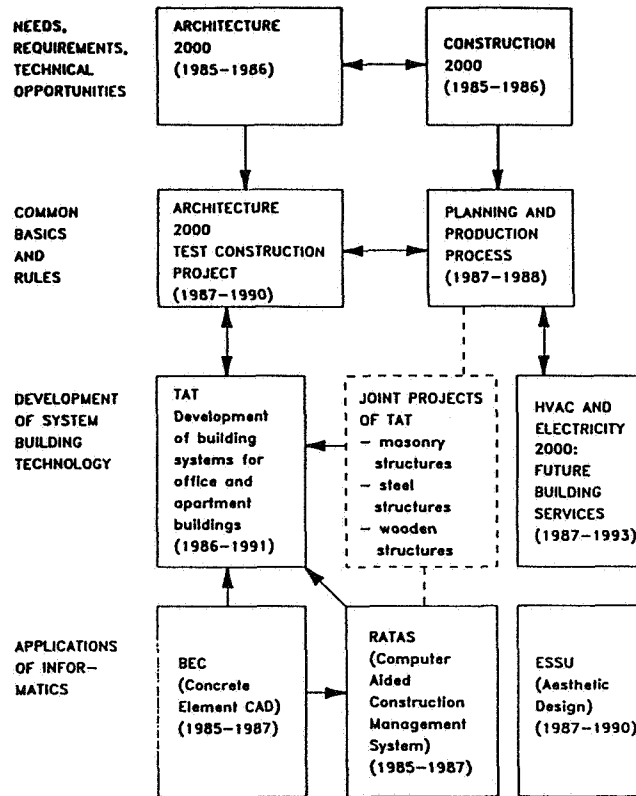 NEEDS,
REQUIREMENTS,
TECHNICAL
OPPORTUNITIES
ARCHITECTURE
2000
(1985-1986)
CONSTRUCTION
2000
(1985-1986)
COMMON
BASICS
AND
RULES
ARCHITECTURE
2000
TEST CONSTRUCTION
PROJECT
(1987-1990)
PLANNING AND
PRODUCTION
PROCESS
(1987-1988)
DEVELOPMENT
OF SYSTEM
BUILDING
TECHNOLOGY
TAT
Development
of building
systems for
office and
apartment
buildings
(1986-1991)
JOINT PROJECTS
OF TAT
- masonry
structures
- steel
structures
- wooden
structures
HVAC AND
ELECTRICITY
2000:
FUTURE
BUILDING
SERVICES
(1987-1993)
APPLICATIONS
OF INFOR-
MATICS
BEC
(Concrete
Element CAD)
(1985-1987)
RATAS
(Computer
Aided
Construction
Management
System)
(1985-1987)
ESSU
(Aesthetic
Design)
(1987-1990)